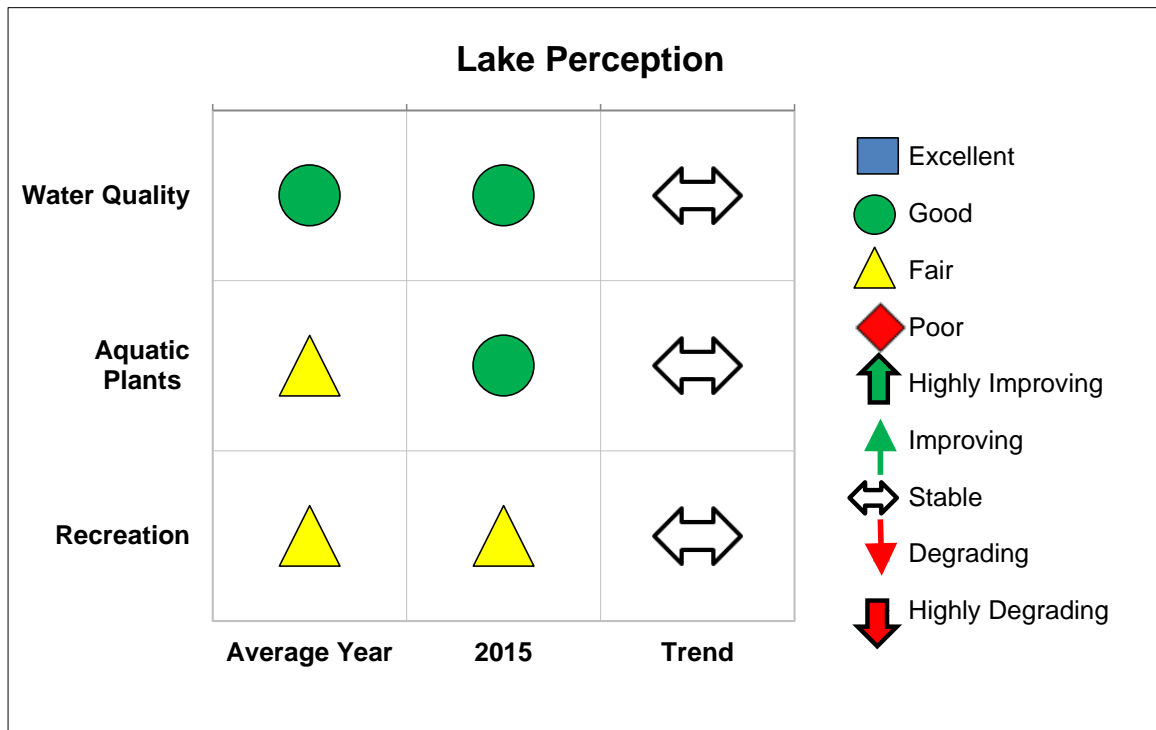 Lake Perception
Water Quality
Aquatic
Plants
Recreation
Average Year
2015
Trend
Excellent
Good
Fair
Poor
Highly Improving
Improving
Stable
Degrading
Highly Degrading